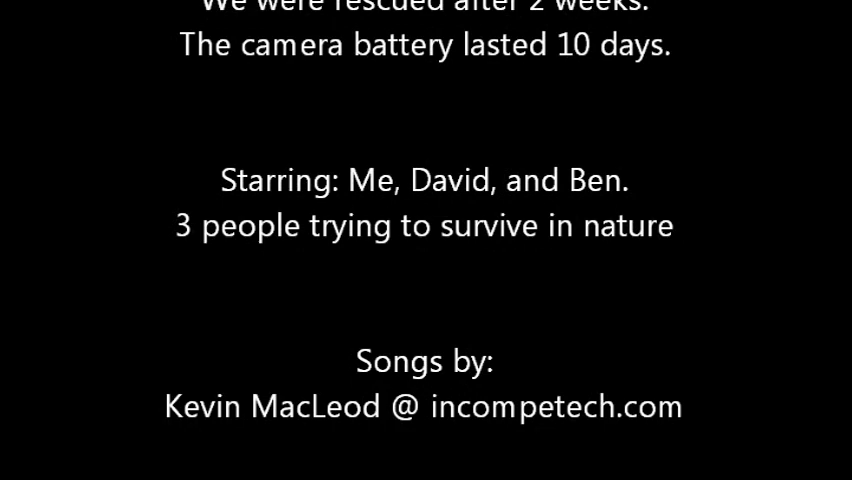 We were rescued after 2 weeks.
The camera battery lasted 10 days.
Starring: Me, David, and Ben.
3 people trying to survive in nature
Songs by:
Kevin MacLeod @ incompetech.com